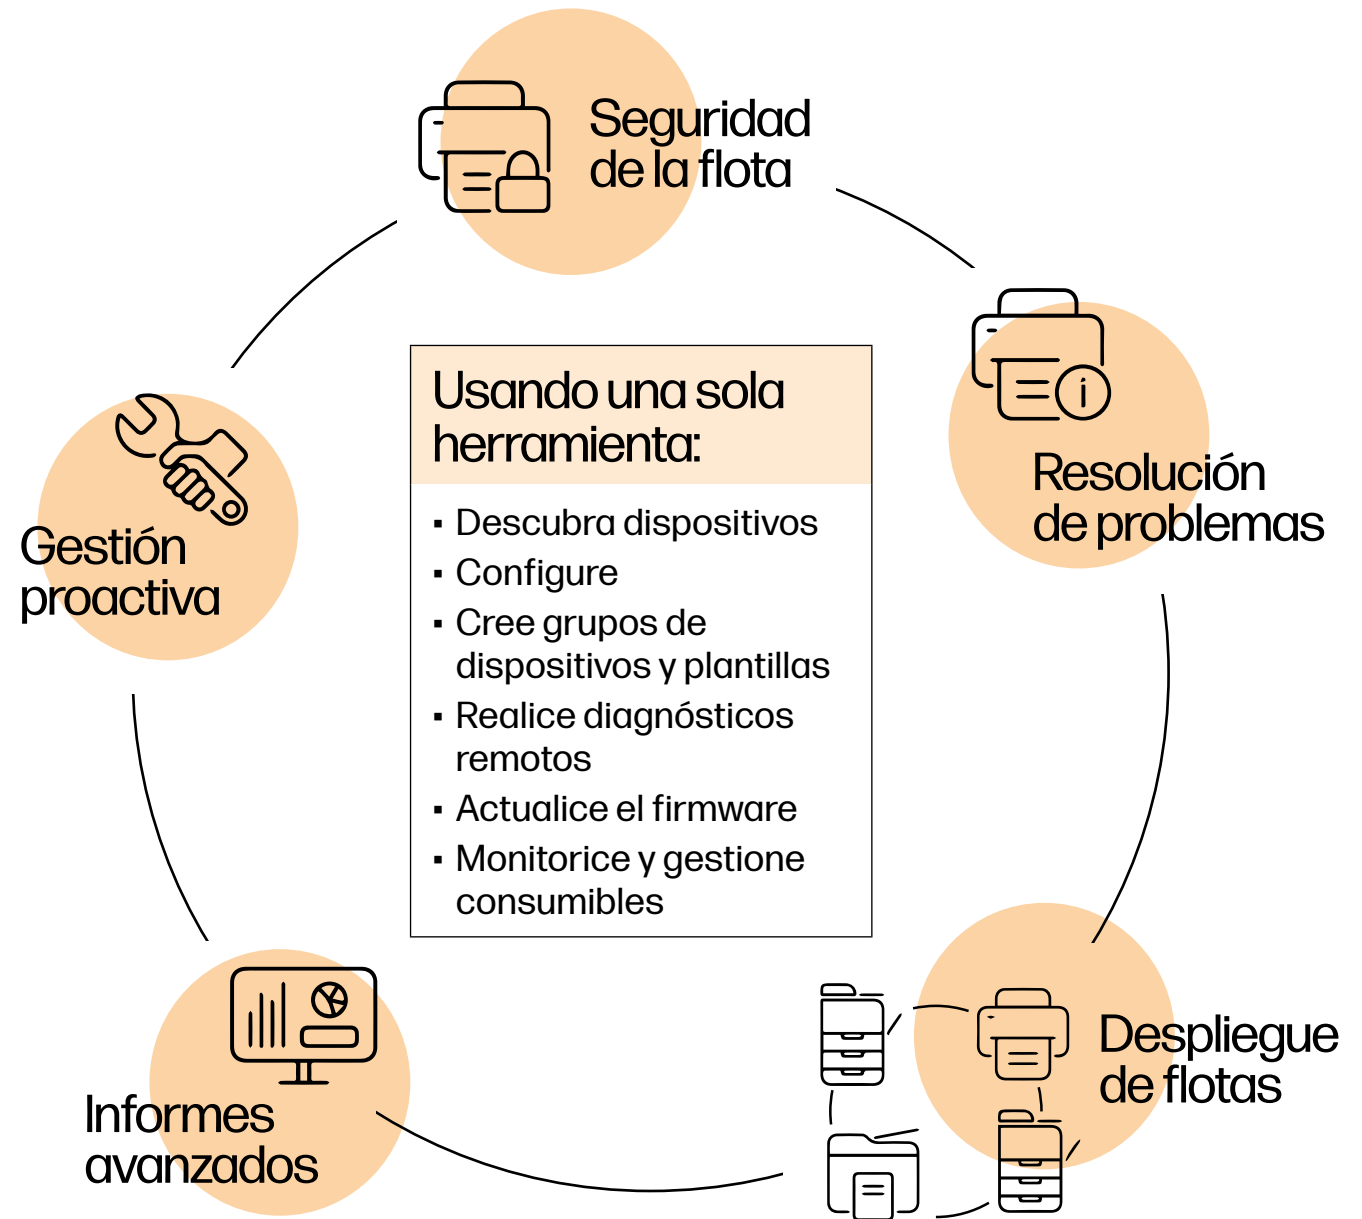 Seguridad
de la flota
Resolución
de problemas
Gestión
proactiva
Usando una sola
herramienta:
▪ Descubra dispositivos
▪ Configure
▪ Cree grupos de
dispositivos y plantillas
▪ Realice diagnósticos
remotos
▪ Actualice el firmware
▪ Monitorice y gestione
consumibles
Despliegue
de flotas
Informes
avanzados